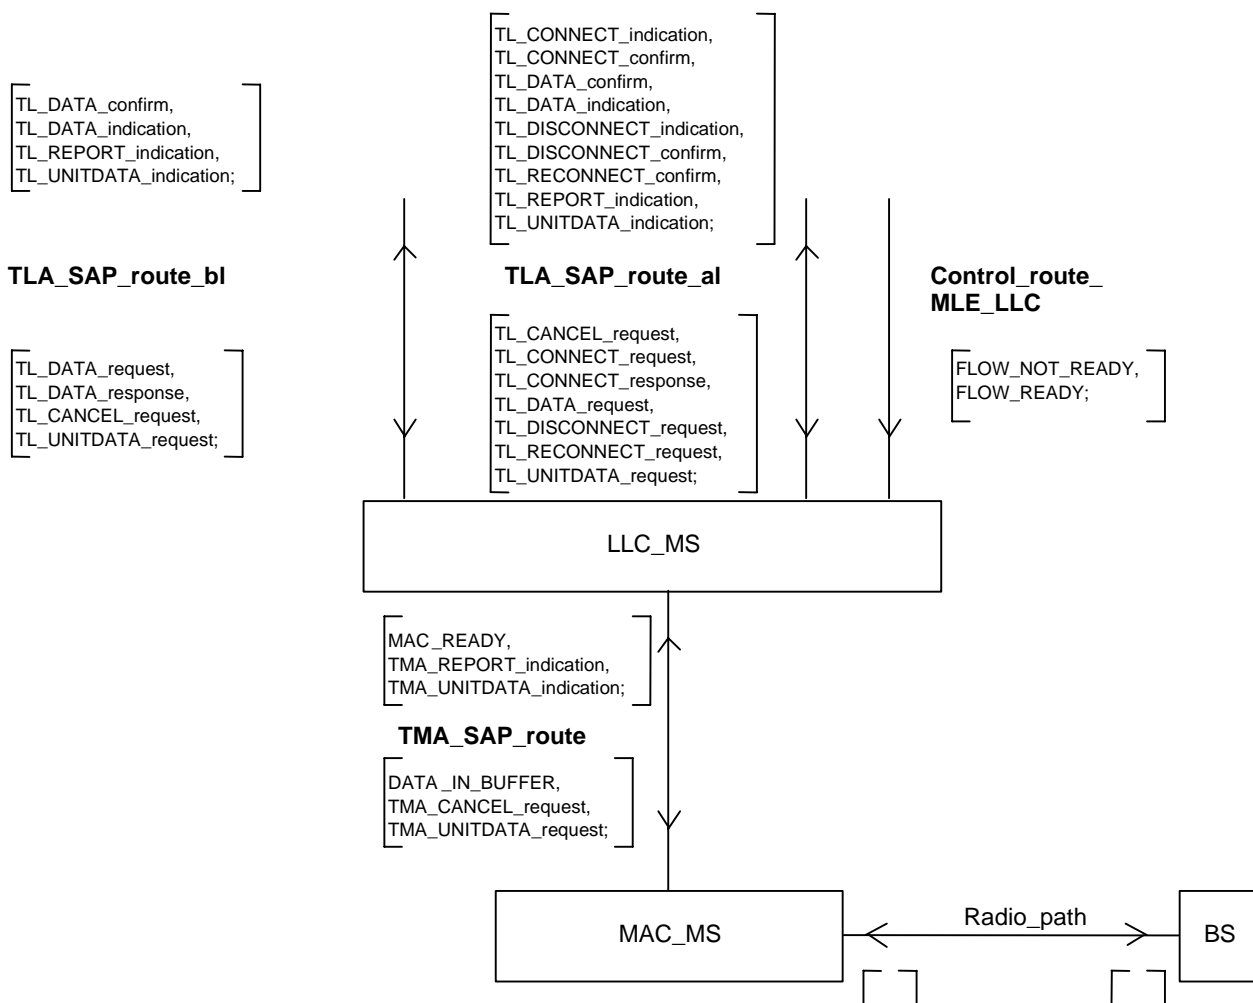 TL_CONNECT_indication,
TL_CONNECT_confirm,
TL_DATA_confirm,
TL_DATA_indication,
TL_DISCONNECT_indication,
TL_DISCONNECT_confirm,
TL_RECONNECT_confirm,
TL_REPORT_indication,
TL_UNITDATA_indication;
TL_DATA_confirm,
TL_DATA_indication,
TL_REPORT_indication,
TL_UNITDATA_indication;
TLA_SAP_route_bl
TLA_SAP_route_al
Control_route_
MLE_LLC
TL_DATA_request,
TL_DATA_response,
TL_CANCEL_request,
TL_UNITDATA_request;
TL_CANCEL_request,
TL_CONNECT_request,
TL_CONNECT_response,
TL_DATA_request,
TL_DISCONNECT_request,
TL_RECONNECT_request,
TL_UNITDATA_request;
FLOW_NOT_READY,
FLOW_READY;
LLC_MS
MAC_READY,
TMA_REPORT_indication,
TMA_UNITDATA_indication;
TMA_SAP_route
DATA_IN_BUFFER,
TMA_CANCEL_request,
TMA_UNITDATA_request;
MAC_MS
Radio_path
BS